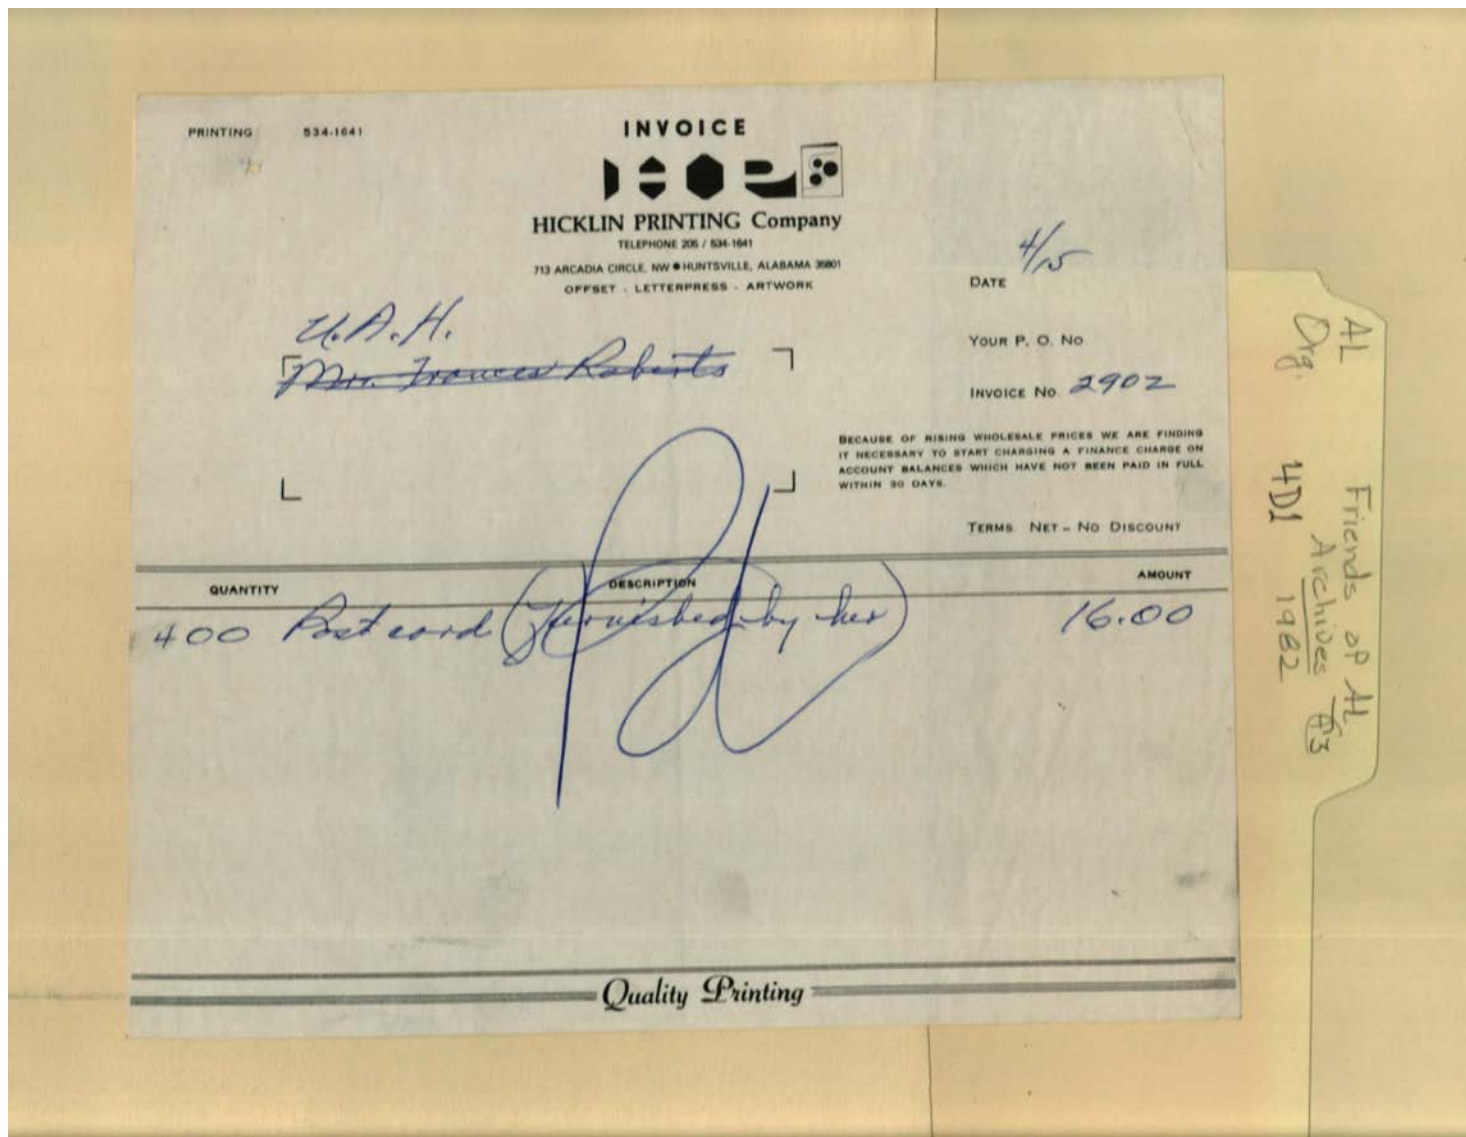 PRINTING 534-1641
INVOICE
HICKLIN PRINTING Company
TELEPHONE 205 / 534-1641
713 ARCADIA CIRCLE, NW • HUNTSVILLE, ALABAMA 35801
OFFSET - LETTERPRESS - ARTWORK
DATE 4/15
U.A.H.
Mrs. Frances Roberts
YOUR P. O. NO
INVOICE NO. 2902
BECAUSE OF RISING WHOLESALE PRICES WE ARE FINDING
IT NECESSARY TO START CHARGING A FINANCE CHARGE ON
ACCOUNT BALANCES WHICH HAVE NOT BEEN PAID IN FULL
WITHIN 30 DAYS.
TERMS NET - NO DISCOUNT
QUANTITY DESCRIPTION AMOUNT
400 Post card (furnished by her) 16.00
Pd
Quality Printing
AL Friends of AL
Org. Archives #3
4D1 1982